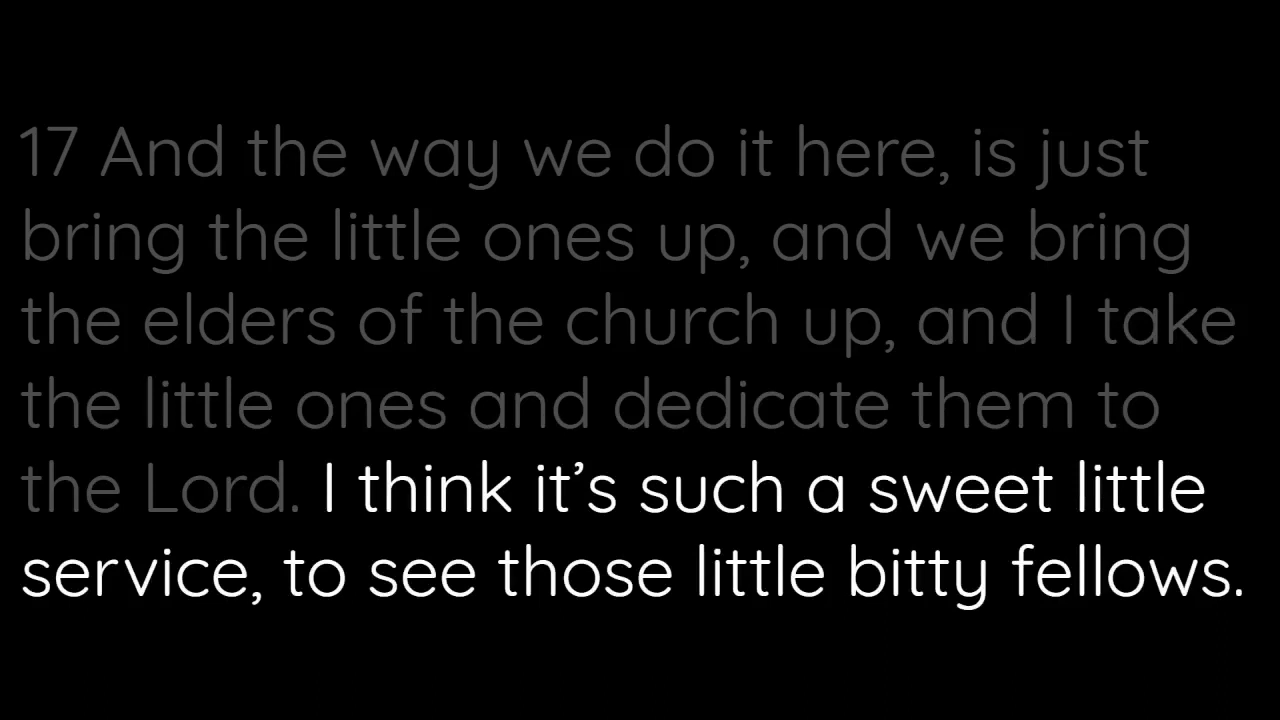 17 And the way we do it here, is just
bring the little ones up, and we bring
the elders of the church up, and I take
the little ones and dedicate them to
the Lord. I think it’s such a sweet little
service, to see those little bitty fellows.